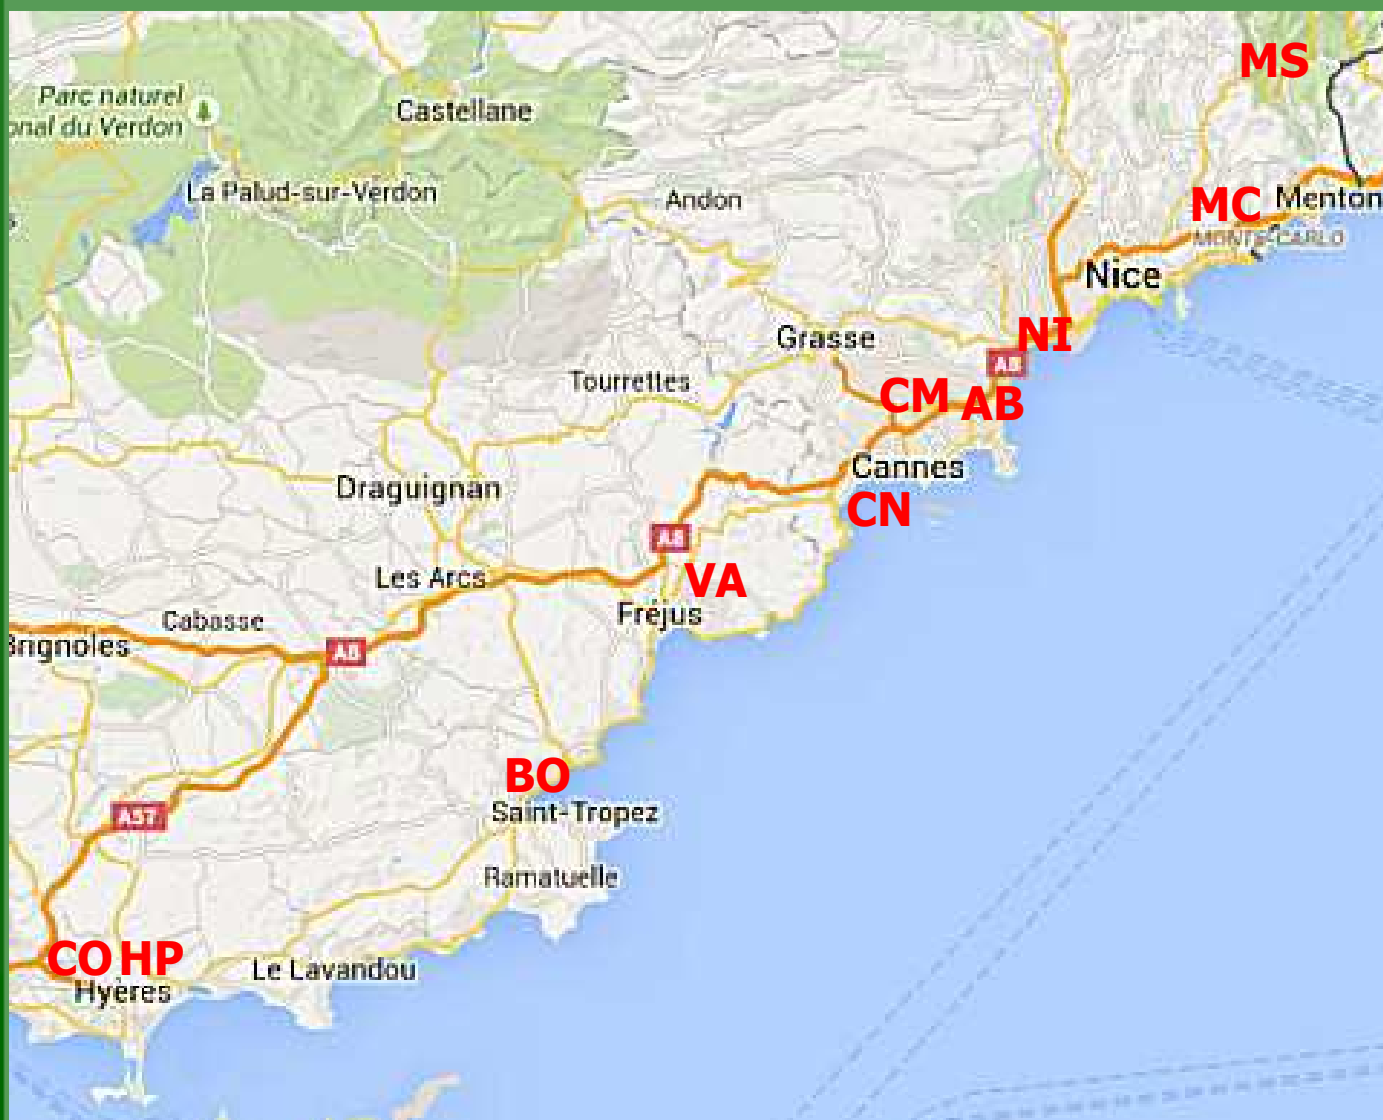 MS
Parc naturel
onal du Verdon
Castellane
La Palud-sur-Verdon
Andon
MC
Menton
MONTE-CARLO
Nice
Grasse
NI
A8
Tourrettes
CM
AB
Cannes
Draguignan
CN
A8
Les Arcs
VA
Fréjus
Cabasse
Brignoles
A8
BO
Saint-Tropez
A57
Ramatuelle
CO
HP
Le Lavandou
Hyères